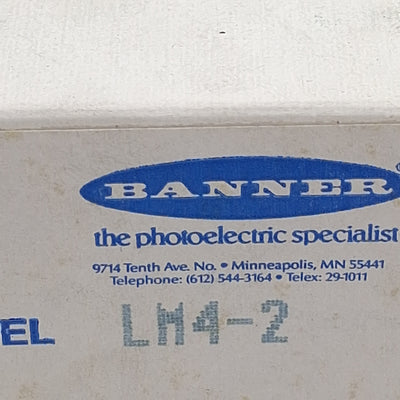 BANNER
the photoelectric specialist
9714 Tenth Ave. No. • Minneapolis, MN 55441
Telephone: (612) 544-3164 • Telex: 29-1011
EL LM4-2